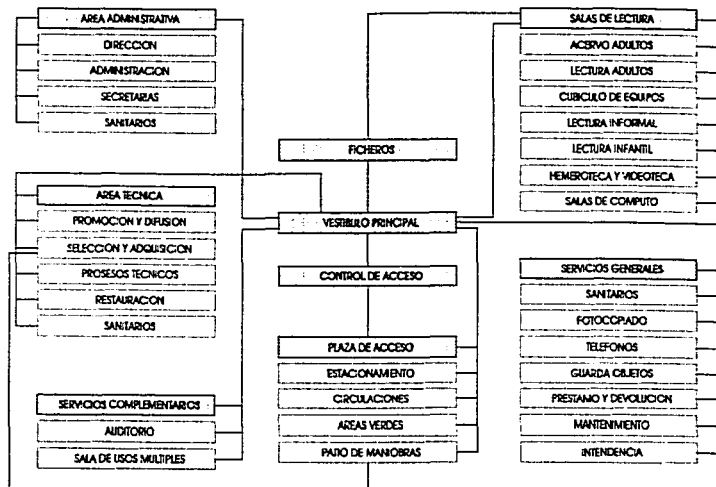 AREA ADMINISTRATIVA
DIRECCION
ADMINISTRACION
SECRETARIAS
SANITARIOS
AREA TECNICA
PROMOCION Y DIFUSION
SELECCION Y ADQUISICION
PROSESOS TECNICOS
RESTAURACION
SANITARIOS
SERVICIOS COMPLEMENTARIOS
AUDITORIO
SALA DE USOS MULTIPLES
FICHEROS
VESTIBULO PRINCIPAL
CONTROL DE ACCESO
PLAZA DE ACCESO
ESTACIONAMIENTO
CIRCULACIONES
AREAS VERDES
PATIO DE MANIOBRAS
SALAS DE LECTURA
ACERVO ADULTOS
LECTURA ADULTOS
CUBICULO DE EQUIPOS
LECTURA INFORMAL
LECTURA INFANTIL
HEMEROTECA Y VIDEOTECA
SALAS DE COMPUTO
SERVICIOS GENERALES
SANITARIOS
FOTOCOPIADO
TELEFONOS
GUARDA OBJETOS
PRESTAMO Y DEVOLUCION
MANTENIMIENTO
INTENDENCIA